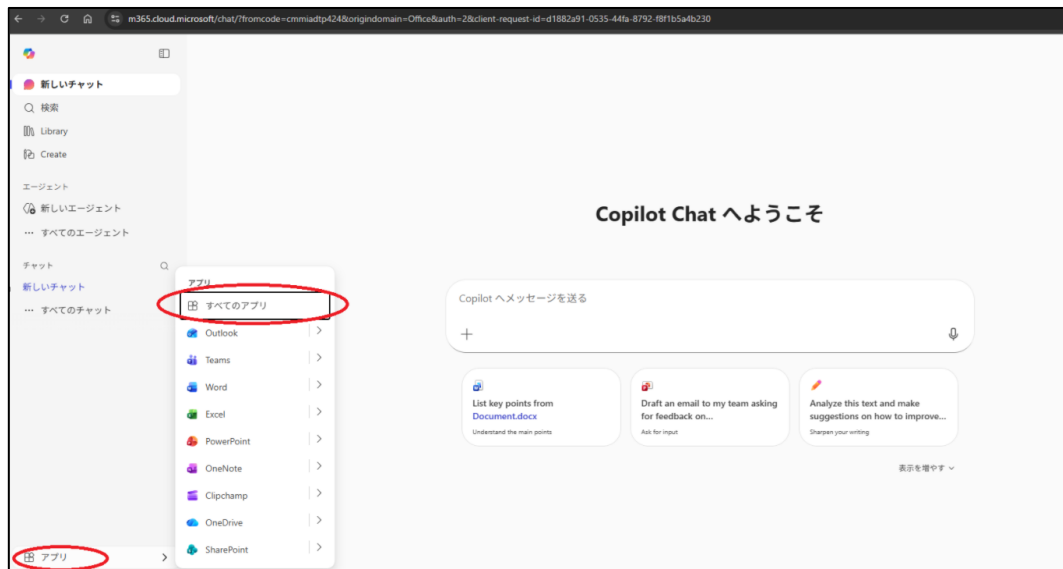 m365.cloud.microsoft/chat/?fromcode=cmmiadtp424&origindomain=Office&auth=2&client-request-id=d1882a91-0535-44fa-8792-f8f1b5a4b230
新しいチャット
検索
Library
Create
エージェント
新しいエージェント
すべてのエージェント
チャット
新しいチャット
すべてのチャット
アプリ
アプリ
すべてのアプリ
Outlook
Teams
Word
Excel
PowerPoint
OneNote
Clipchamp
OneDrive
SharePoint
Copilot Chat へようこそ
Copilot へメッセージを送る
List key points from
Document.docx
Understand the main points
Draft an email to my team asking
for feedback on...
Ask for input
Analyze this text and make
suggestions on how to improve...
Sharpen your writing
表示を増やす